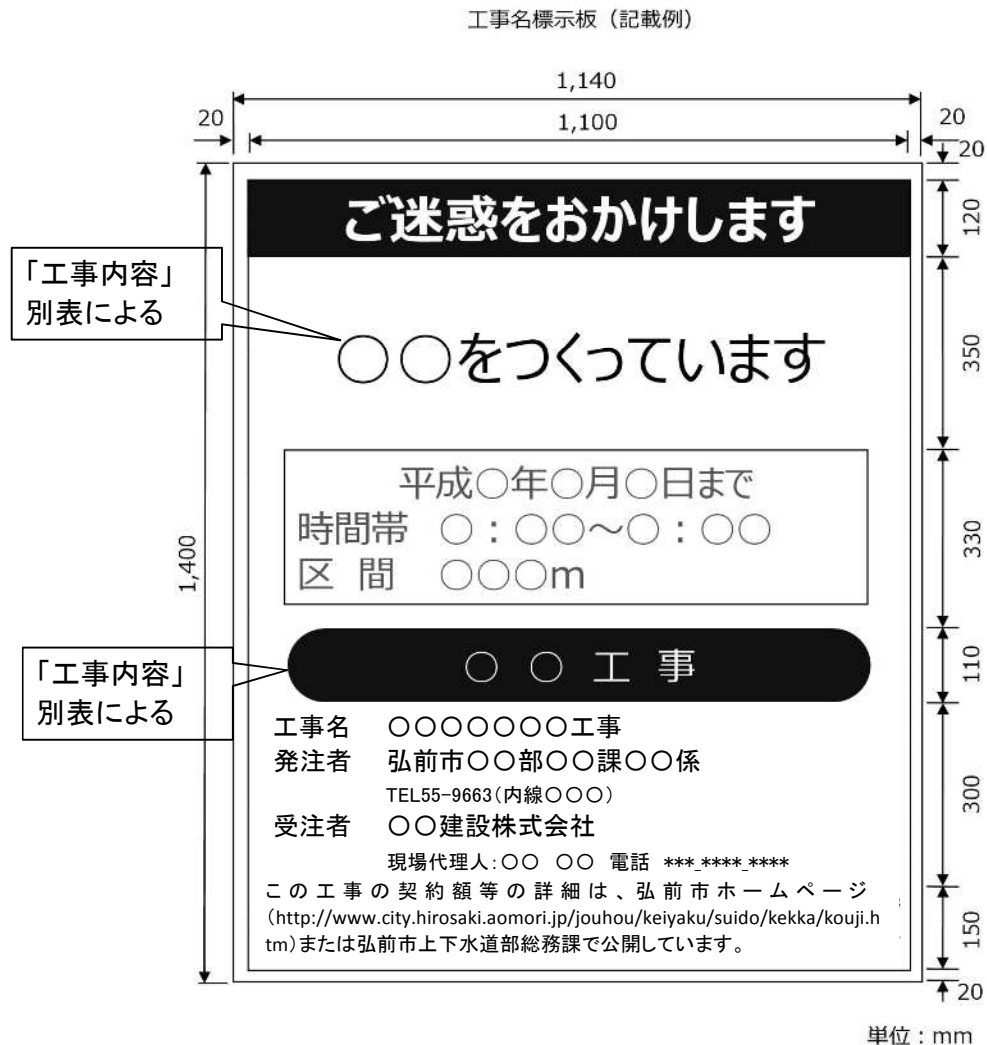 工事名標示板（記載例）
1,140
20
1,100
20
20
ご迷惑をおかけします
120
「工事内容」
別表による
○○をつくっています
350
平成○年○月○日まで
時間帯　○：○○～○：○○
区　間　○○○m
330
1,400
「工事内容」
別表による
○ ○ 工 事
110
工事名　○○○○○○○工事
発注者　弘前市○○部○○課○○係
TEL55-9663（内線○○○）
受注者　○○建設株式会社
300
現場代理人：○○　○○　電話　***_****_****
この工事の契約額等の詳細は、弘前市ホームページ
（http://www.city.hirosaki.aomori.jp/jouhou/keiyaku/suido/kekka/kouji.h
tm）または弘前市上下水道部総務課で公開しています。
150
20
単位：mm